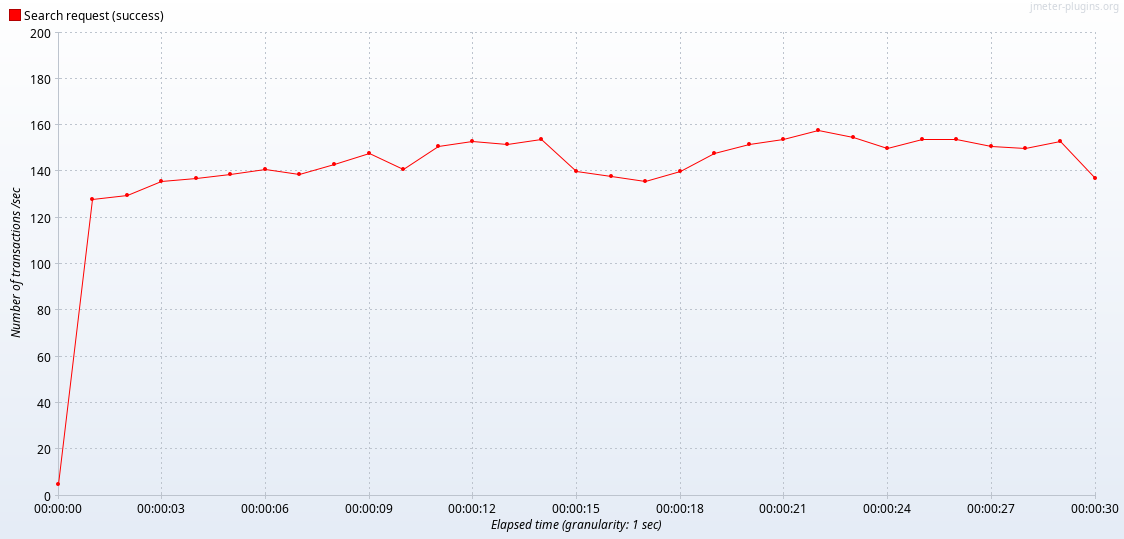 jmeter-plugins.org
Search request (success)
200
180
160
140
120
100
80
60
40
20
0
Number of transactions /sec
00:00:00 00:00:03 00:00:06 00:00:09 00:00:12 00:00:15 00:00:18 00:00:21 00:00:24 00:00:27 00:00:30
Elapsed time (granularity: 1 sec)